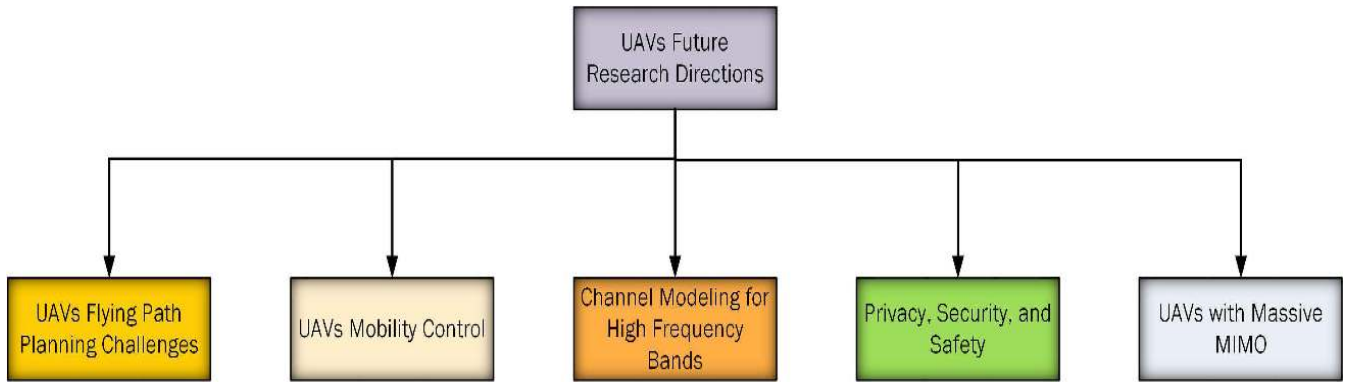 UAVs Future
Research Directions
UAVs Flying Path
Planning Challenges
UAVs Mobility Control
Channel Modeling for
High Frequency
Bands
Privacy, Security, and
Safety
UAVs with Massive
MIMO